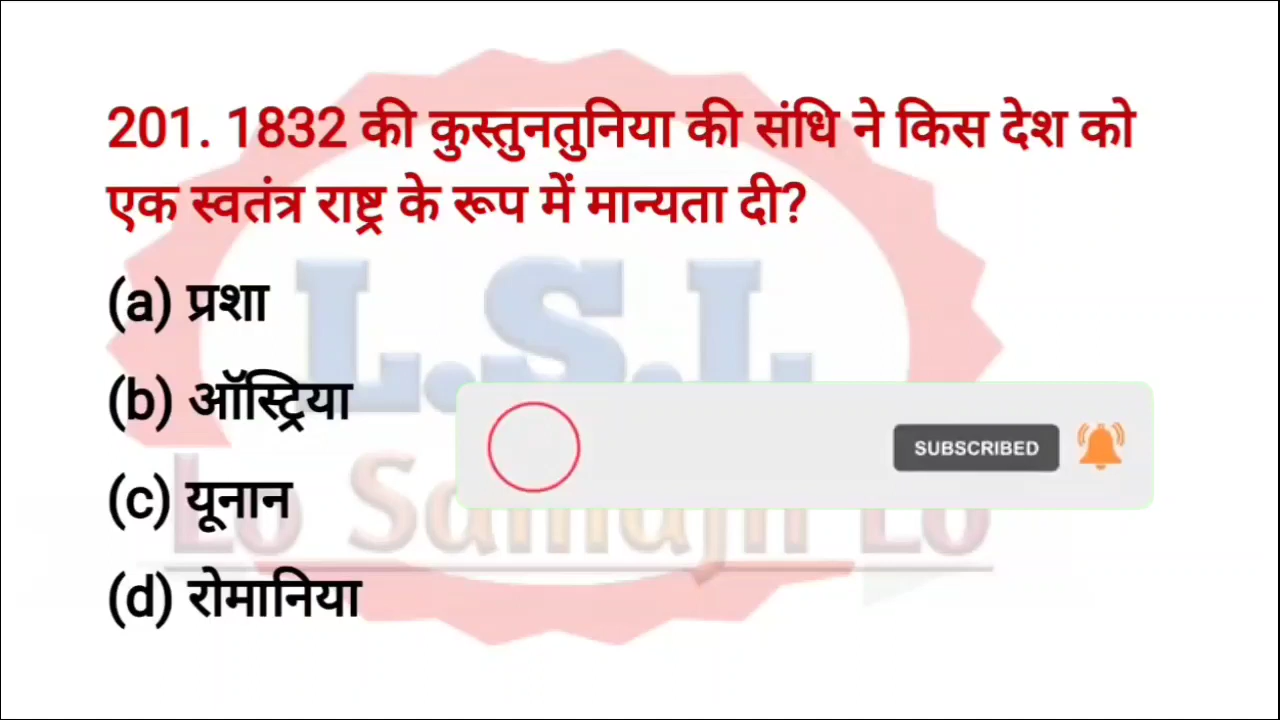 201. 1832 की कुस्तुनतुनिया की संधि ने किस देश को
एक स्वतंत्र राष्ट्र के रूप में मान्यता दी?
(a) प्रशा
L.S.L
(b) ऑस्ट्रिया
SUBSCRIBED
(c) यूनान
Lo Samajh Lo
(d) रोमानिया